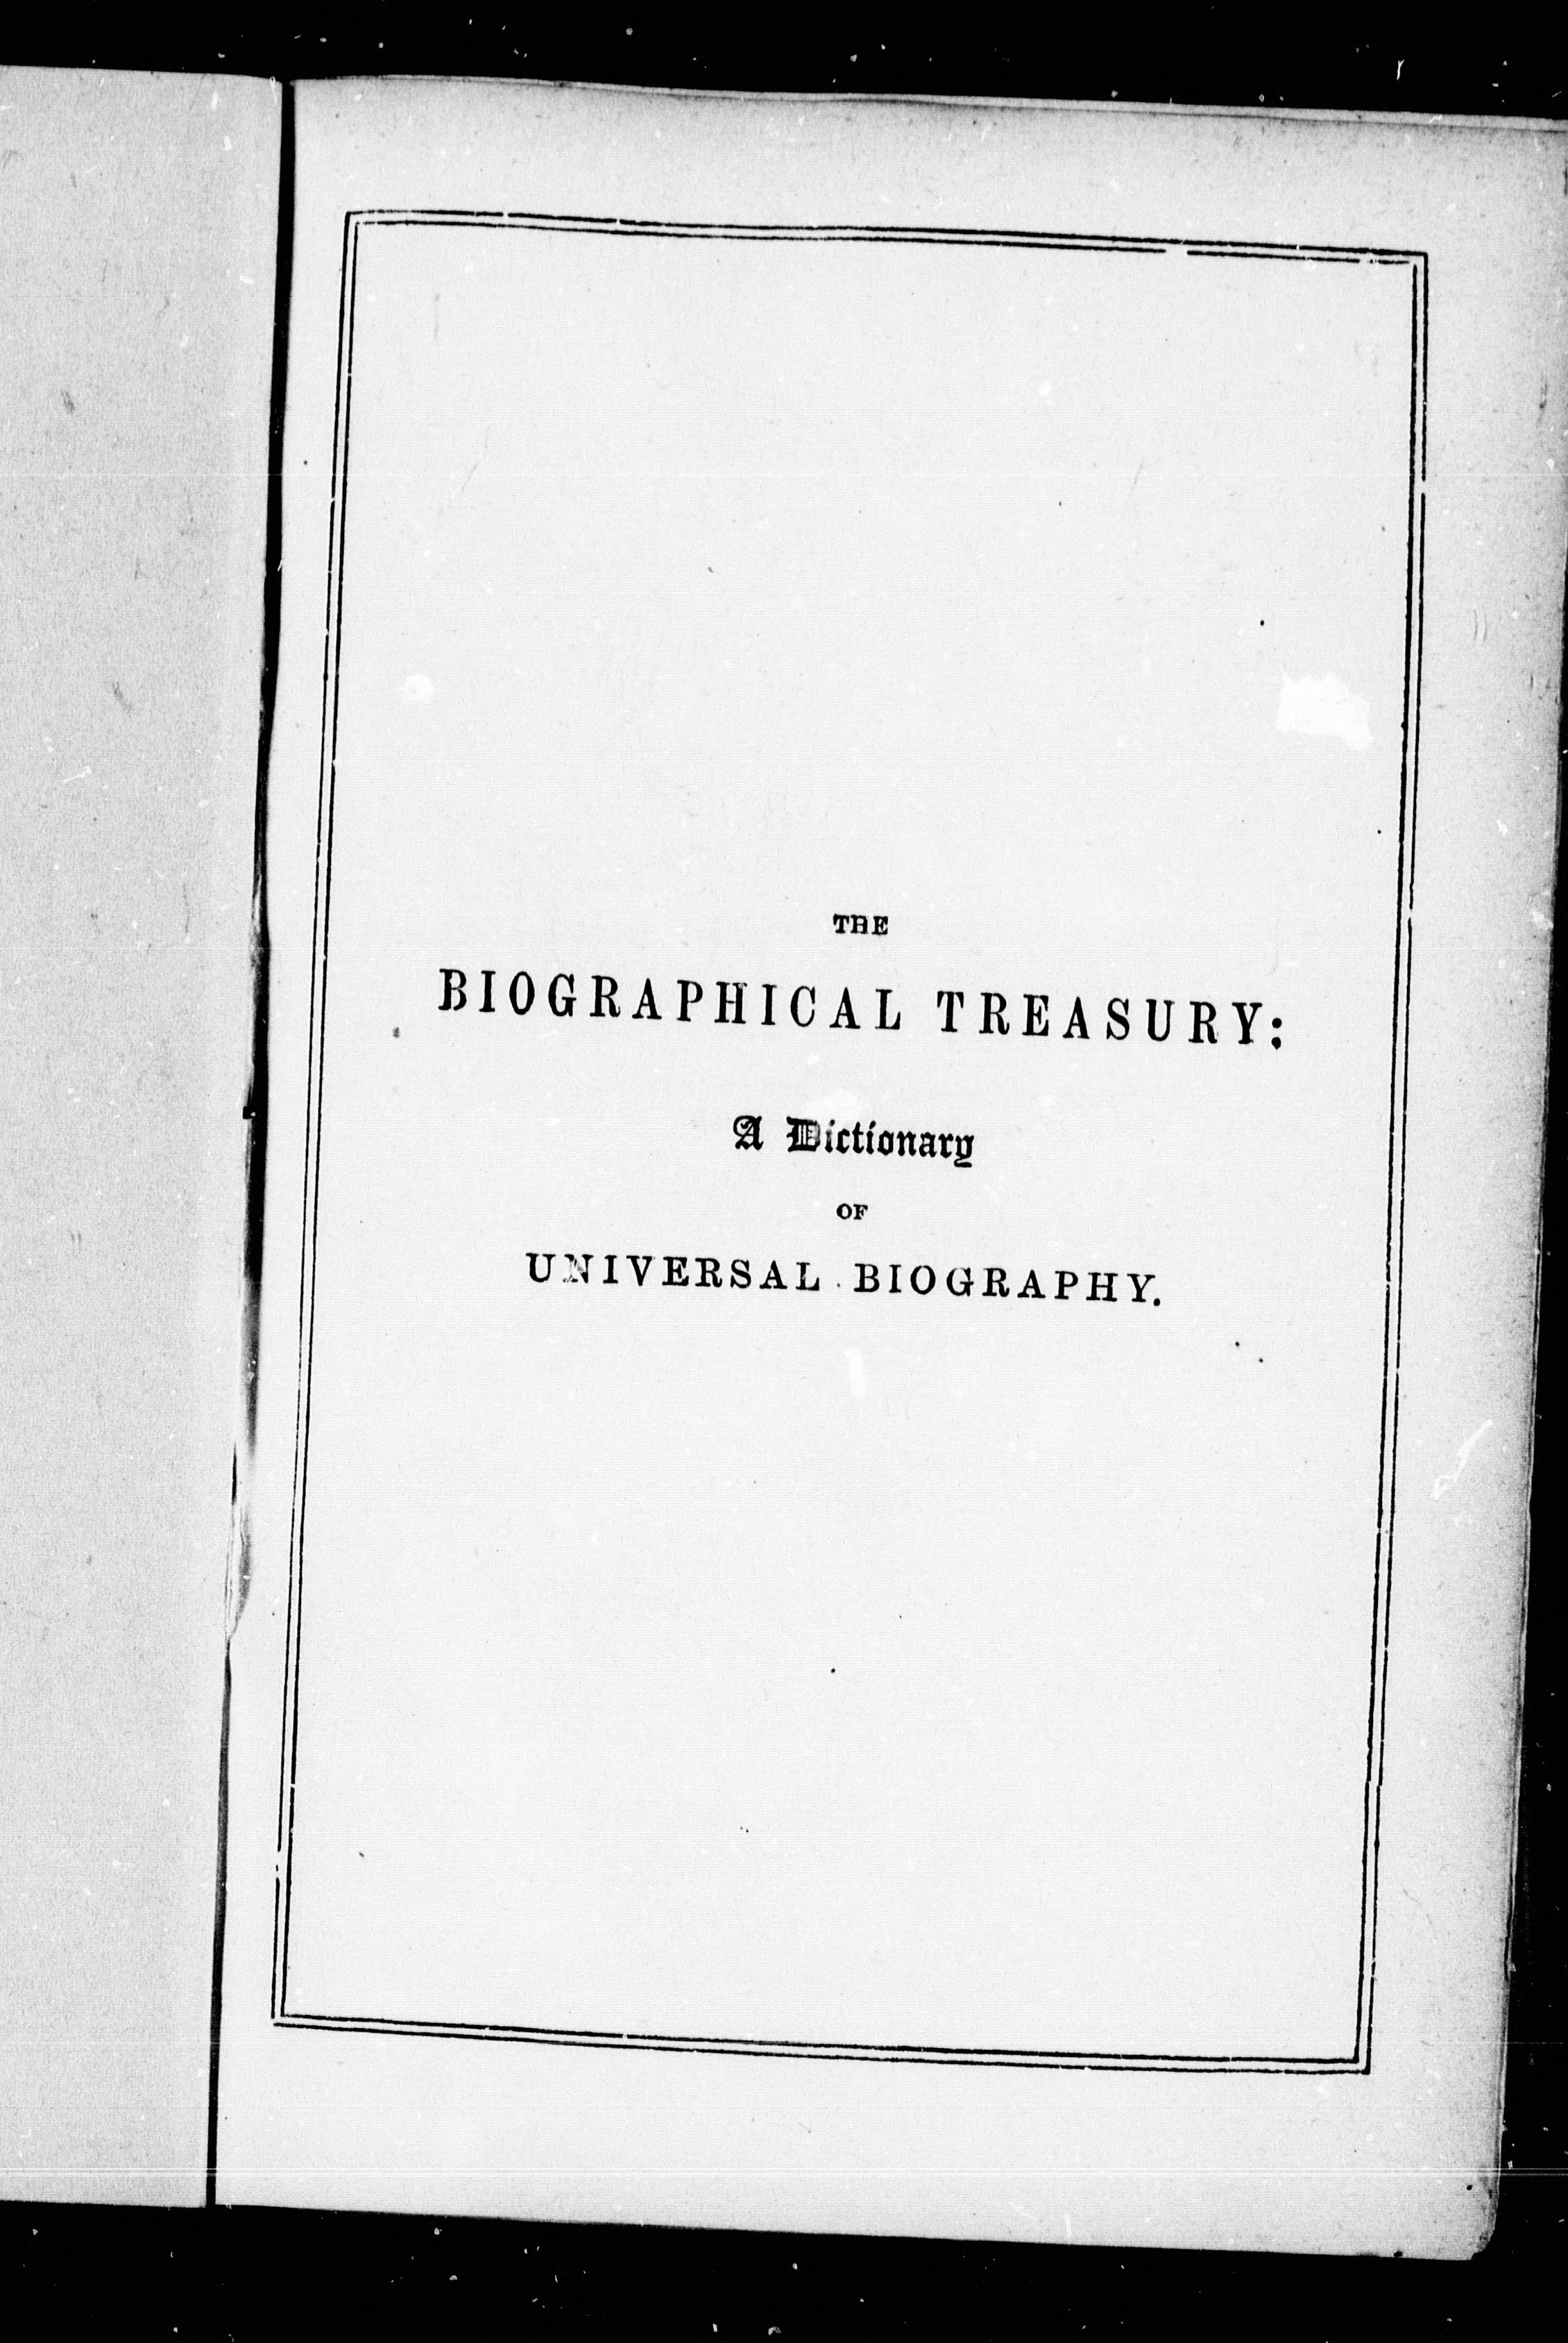 THE
BIOGRAPHICAL TREASURY:
A Dictionary
OF
UNIVERSAL BIOGRAPHY.